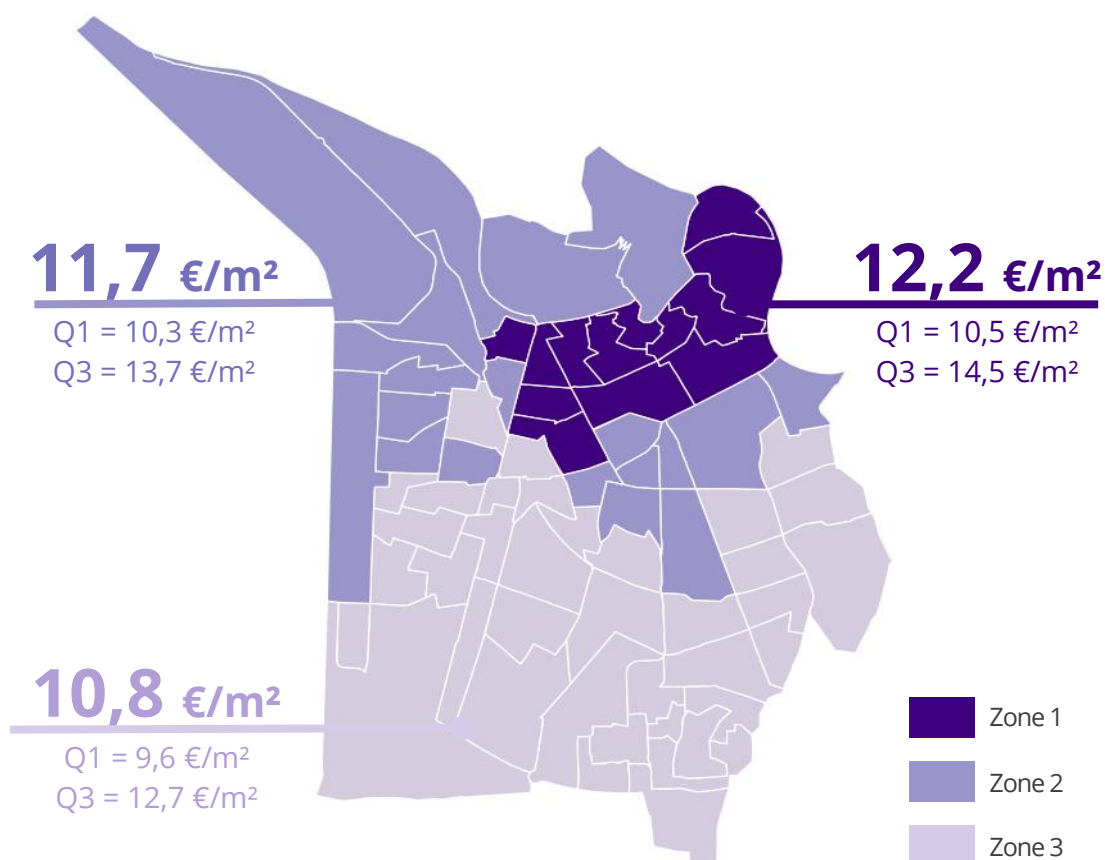 11,7 €/m²
Q1 = 10,3 €/m²
Q3 = 13,7 €/m²
12,2 €/m²
Q1 = 10,5 €/m²
Q3 = 14,5 €/m²
10,8 €/m²
Q1 = 9,6 €/m²
Q3 = 12,7 €/m²
Zone 1
Zone 2
Zone 3